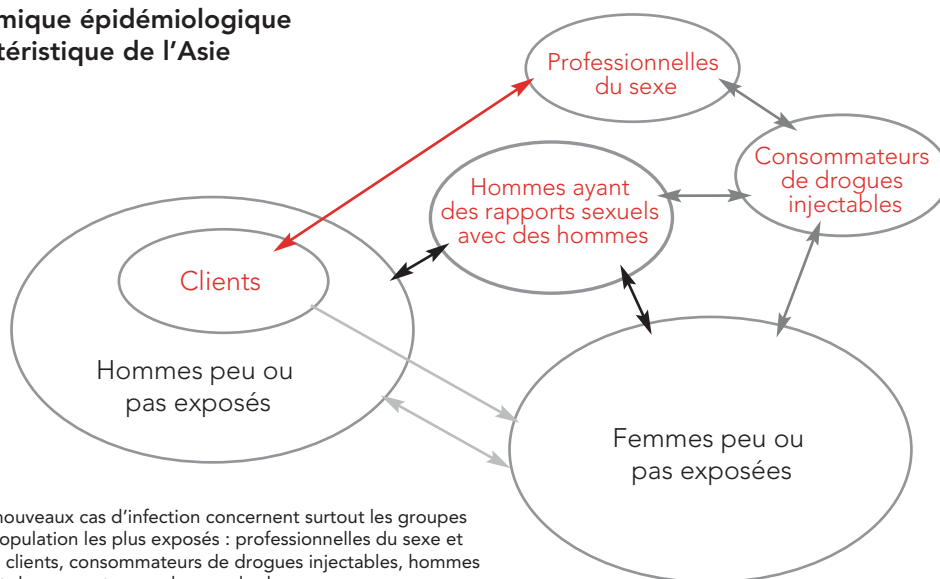 mique épidémiologique
téristique de l'Asie
Professionnelles
du sexe
Consommateurs
de drogues
injectables
Hommes ayant
des rapports sexuels
avec des hommes
Clients
Hommes peu ou
pas exposés
Femmes peu ou
pas exposées
nouveaux cas d'infection concernent surtout les groupes
opulation les plus exposés : professionnelles du sexe et
clients, consommateurs de drogues injectables, hommes